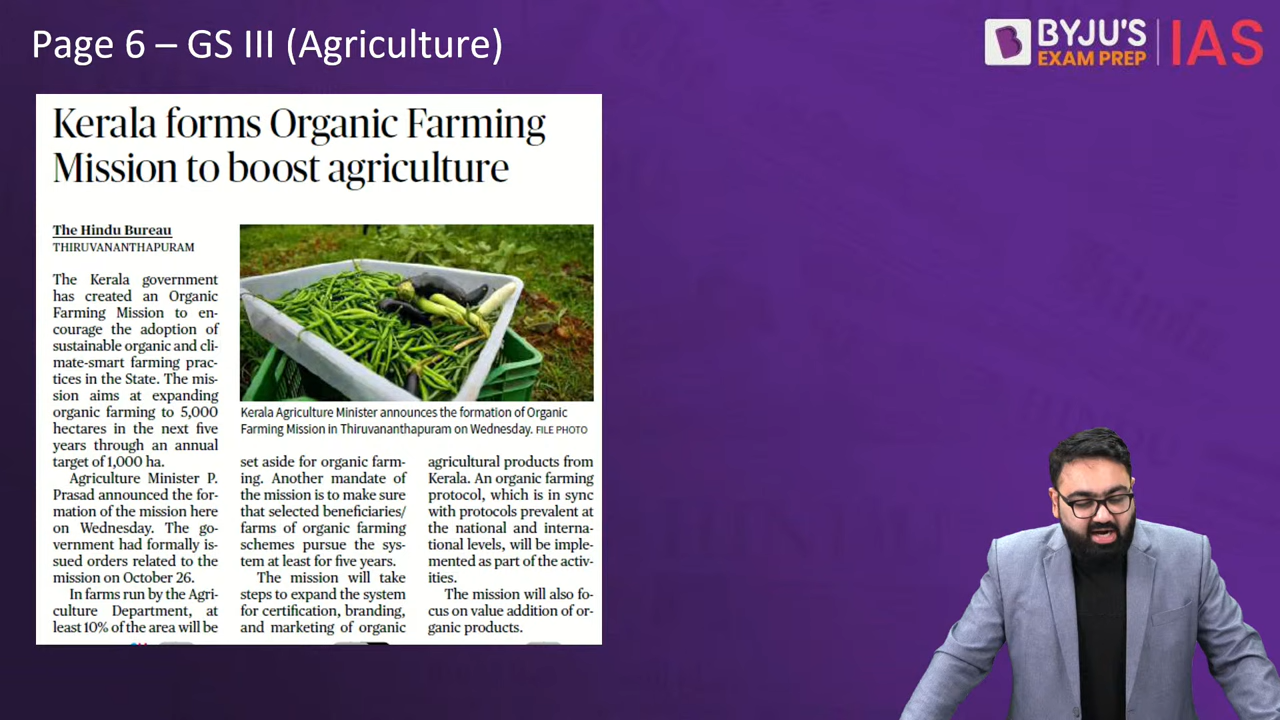 Page 6 – GS III (Agriculture)
BYJU'S
EXAM PREP
IAS
Kerala forms Organic Farming
Mission to boost agriculture
The Hindu Bureau
THIRUVANANTHAPURAM
The Kerala government
has created an Organic
Farming Mission to en-
courage the adoption of
sustainable organic and cli-
mate-smart farming prac-
tices in the State. The mis-
sion aims at expanding
organic farming to 5,000
hectares in the next five
years through an annual
target of 1,000 ha.
Agriculture Minister P.
Prasad announced the for-
mation of the mission here
on Wednesday. The go-
vernment had formally is-
sued orders related to the
mission on October 26.
In farms run by the Agri-
culture Department, at
least 10% of the area will be
Kerala Agriculture Minister announces the formation of Organic
Farming Mission in Thiruvananthapuram on Wednesday. FILE PHOTO
set aside for organic farm-
ing. Another mandate of
the mission is to make sure
that selected beneficiaries/
farms of organic farming
schemes pursue the sys-
tem at least for five years.
The mission will take
steps to expand the system
for certification, branding,
and marketing of organic
agricultural products from
Kerala. An organic farming
protocol, which is in sync
with protocols prevalent at
the national and interna-
tional levels, will be imple-
mented as part of the activ-
ities.
The mission will also fo-
cus on value addition of or-
ganic products.